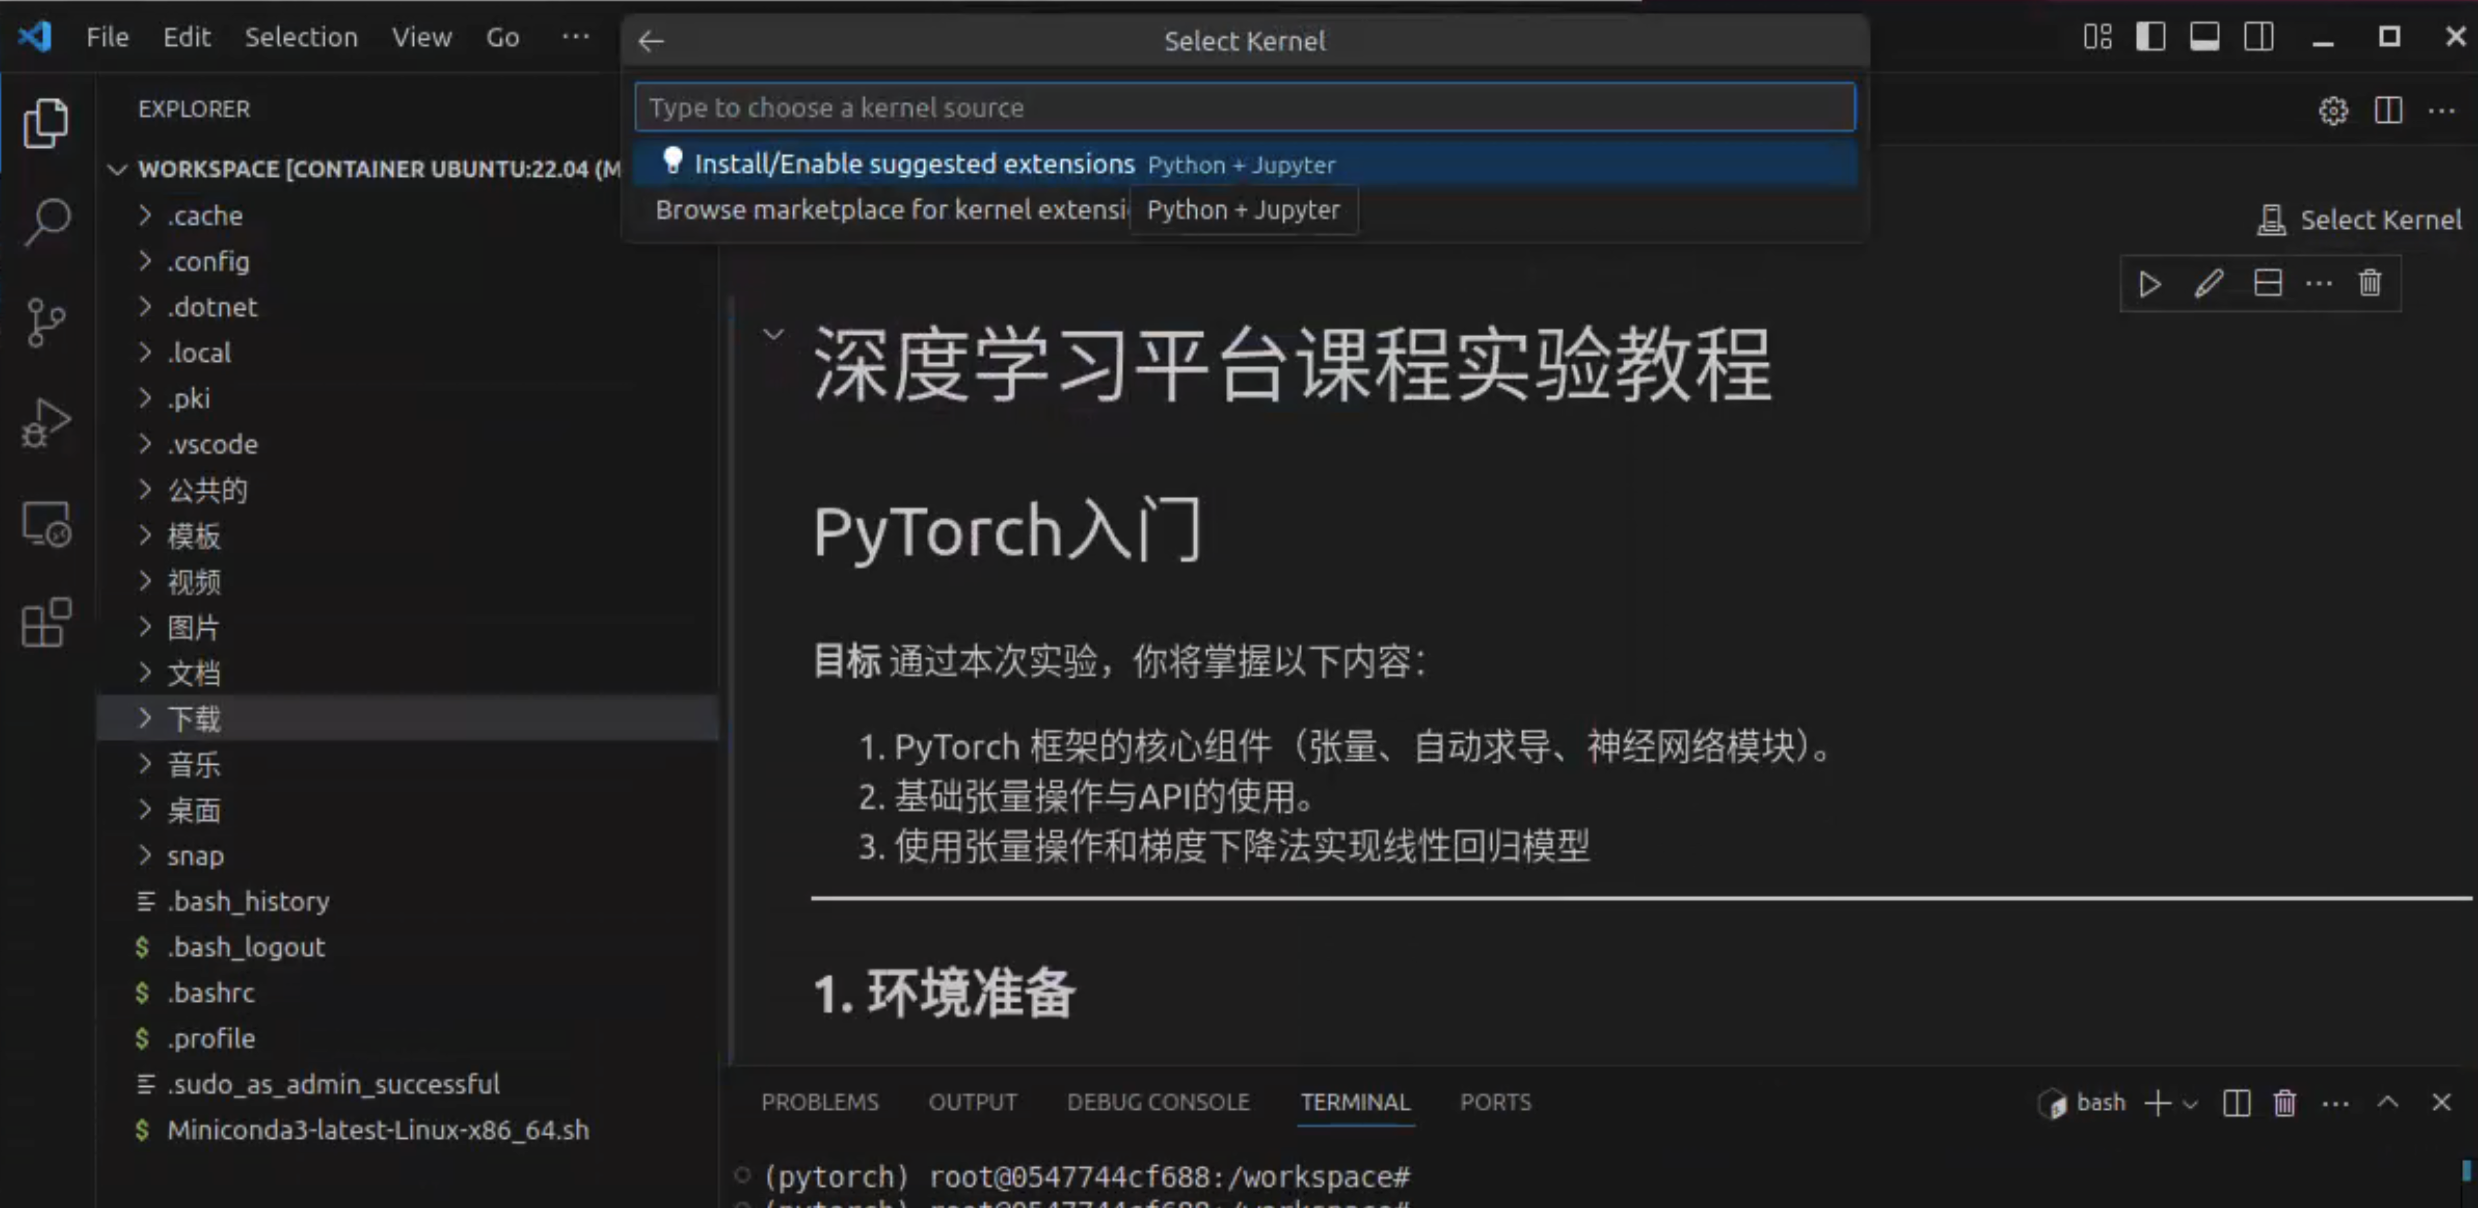 File Edit Selection View Go ···
Select Kernel
Type to choose a kernel source
Install/Enable suggested extensions Python + Jupyter
Browse marketplace for kernel extensi
Python + Jupyter
EXPLORER
WORKSPACE [CONTAINER UBUNTU:22.04 (M
.cache
.config
.dotnet
.local
.pki
.vscode
公共的
模板
视频
图片
文档
下载
音乐
桌面
snap
.bash_history
.bash_logout
.bashrc
.profile
.sudo_as_admin_successful
Miniconda3-latest-Linux-x86_64.sh
Select Kernel
深度学习平台课程实验教程
PyTorch入门
目标 通过本次实验，你将掌握以下内容：
1. PyTorch 框架的核心组件（张量、自动求导、神经网络模块）。
2. 基础张量操作与API的使用。
3. 使用张量操作和梯度下降法实现线性回归模型
1. 环境准备
PROBLEMS OUTPUT DEBUG CONSOLE TERMINAL PORTS
bash
(pytorch) root@0547744cf688:/workspace#